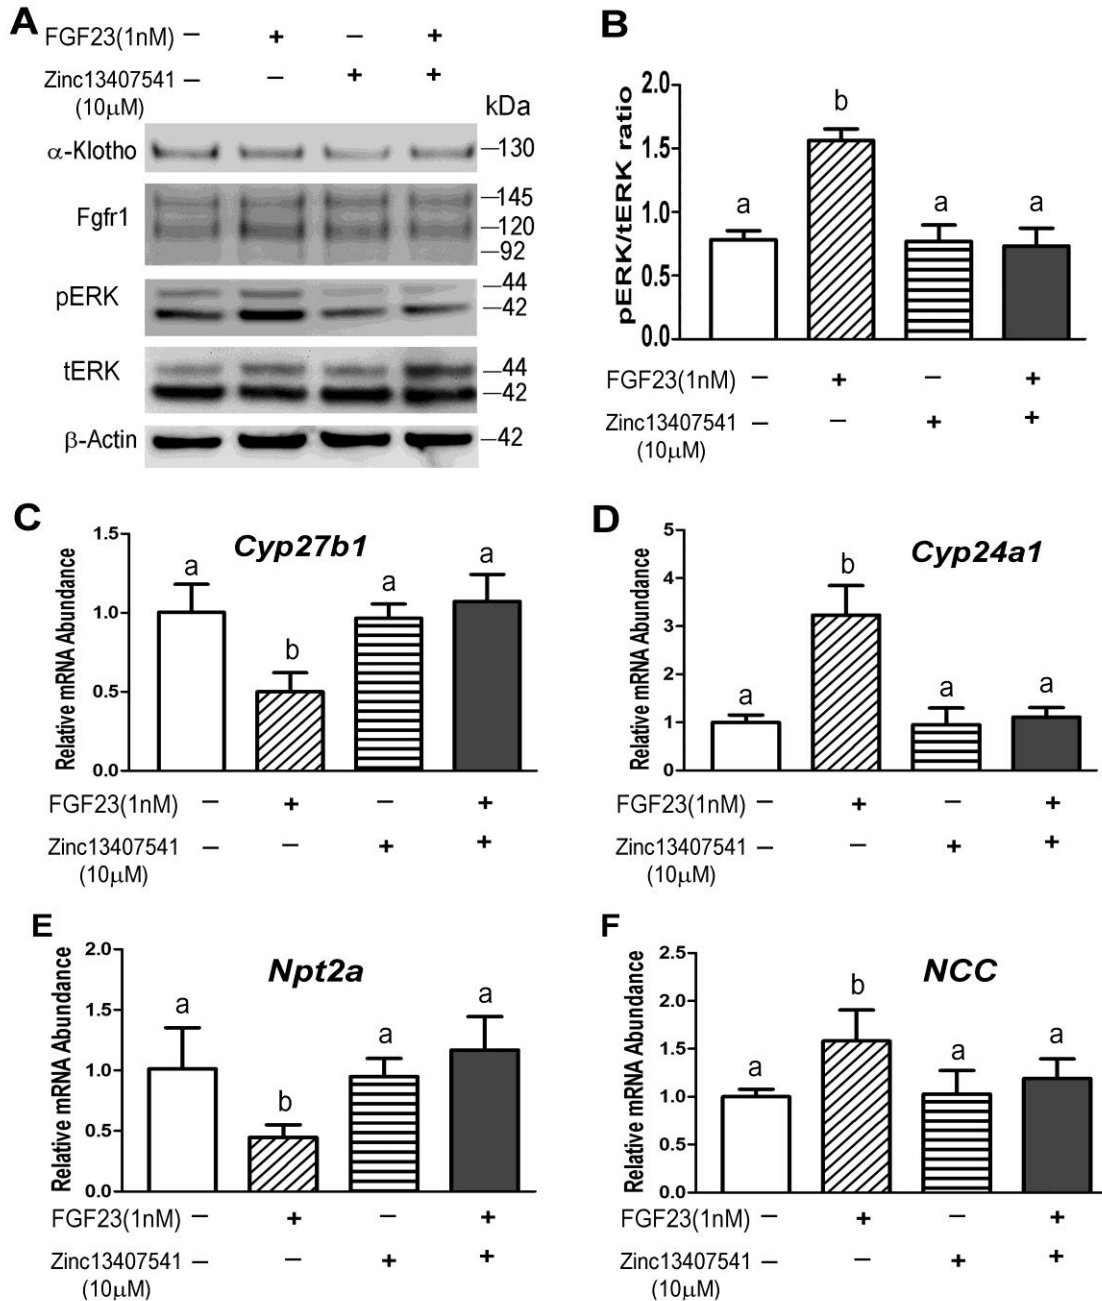 A
FGF23(1nM) – + – +
Zinc13407541 – – + +
(10µM)
kDa
α-Klotho –130
Fgfr1 –145
–120
–92
pERK –44
–42
tERK –44
–42
β-Actin –42
B
pERK/tERK ratio
2.0
1.5
1.0
0.5
0.0
a b a a
FGF23(1nM) – + – +
Zinc13407541 – – + +
(10µM)
C
Cyp27b1
Relative mRNA Abundance
1.5
1.0
0.5
0.0
a b a a
FGF23(1nM) – + – +
Zinc13407541 – – + +
(10µM)
D
Cyp24a1
Relative mRNA Abundance
5
4
3
2
1
0
a b a a
FGF23(1nM) – + – +
Zinc13407541 – – + +
(10µM)
E
Npt2a
Relative mRNA Abundance
2.0
1.5
1.0
0.5
0.0
a b a a
FGF23(1nM) – + – +
Zinc13407541 – – + +
(10µM)
F
NCC
Relative mRNA Abundance
2.5
2.0
1.5
1.0
0.5
0.0
a b a a
FGF23(1nM) – + – +
Zinc13407541 – – + +
(10µM)